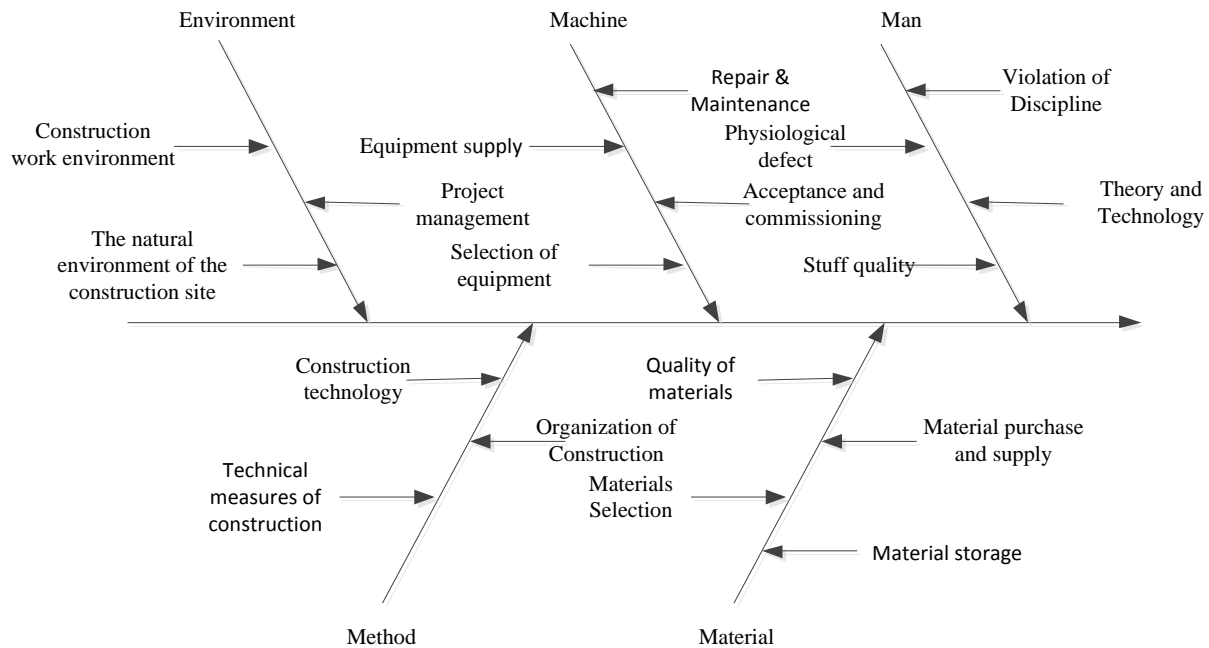 Environment
Machine
Man
Repair &
Maintenance
Violation of
Discipline
Construction
work environment
Equipment supply
Physiological
defect
Project
management
Acceptance and
commissioning
Theory and
Technology
The natural
environment of the
construction site
Selection of
equipment
Stuff quality
Construction
technology
Quality of
materials
Organization of
Construction
Material purchase
and supply
Technical
measures of
construction
Materials
Selection
Material storage
Method
Material